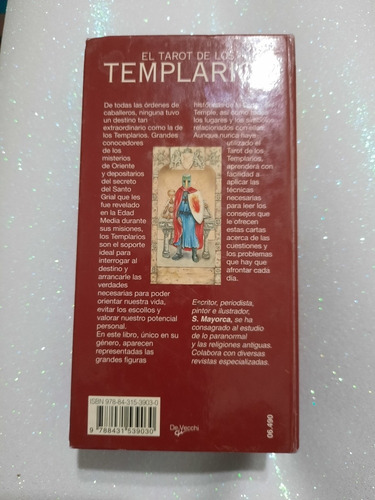 EL TAROT DE LOS
TEMPLARIOS
De todas las órdenes de
caballeros, ninguna tuvo
un destino tan
extraordinario como la de
los Templarios. Grandes
conocedores
de los
misterios
de Oriente
y depositarios
del secreto
del Santo
Grial que les
fue revelado
en la Edad
Media durante
sus misiones,
los Templarios
son el soporte
ideal para
interrogar al
destino y
arrancarle las
verdades
necesarias para poder
orientar nuestra vida,
evitar los escollos y
valorar nuestro potencial
personal.
En este libro, único en su
género, aparecen
representadas las
grandes figuras
históricas de la Orden del
Temple, así como todos
los lugares y los símbolos
relacionados con ellas.
Aunque nunca haya
utilizado el
Tarot de los
Templarios,
aprenderá con
facilidad a
aplicar las
técnicas
necesarias
para leer los
consejos que
le ofrecen
estas cartas
acerca de las
cuestiones y
los problemas
que hay que
afrontar cada
día.
Escritor, periodista,
pintor e ilustrador,
S. Mayorca, se
ha consagrado al estudio
de lo paranormal
y las religiones antiguas.
Colabora con diversas
revistas especializadas.
ISBN 978-84-315-3903-0
9 788431 539030
De Vecchi
06.490